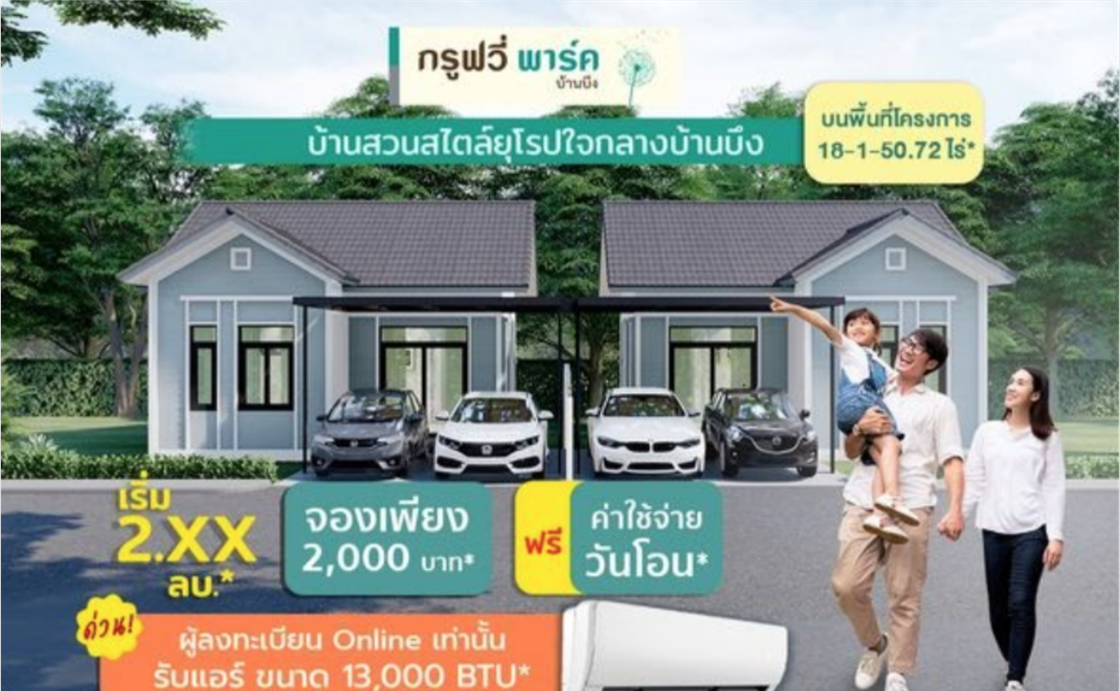 กรูฟวี่ พาร์ค
บ้านบึง
บ้านสวนสไตล์ยุโรปใจกลางบ้านบึง
บนพื้นที่โครงการ
18-1-50.72 ไร่*
เริ่ม
2.XX
ลบ.*
จองเพียง
2,000 บาท*
ฟรี
ค่าใช้จ่าย
วันโอน*
ด่วน!
ผู้ลงทะเบียน Online เท่านั้น
รับแอร์ ขนาด 13,000 BTU*